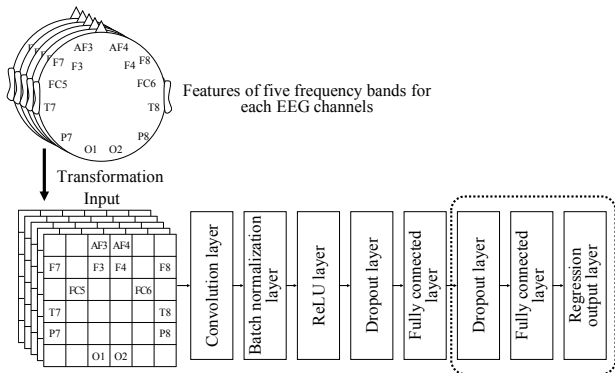 AF3 AF4
F7 F3 F4 F8
FC5 FC6
T7 T8
P7 P8
O1 O2
Features of five frequency bands for
each EEG channels
Transformation
Input
AF3 AF4
F7 F3 F4 F8
FC5 FC6
T7 T8
P7 P8
O1 O2
Convolution layer
Batch normalization
layer
ReLU layer
Dropout layer
Fully connected
layer
Dropout layer
Fully connected
layer
Regression
output layer